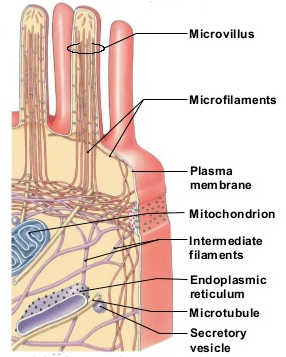 Microvillus
Microfilaments
Plasma
membrane
Mitochondrion
Intermediate
filaments
Endoplasmic
reticulum
Microtubule
Secretory
vesicle